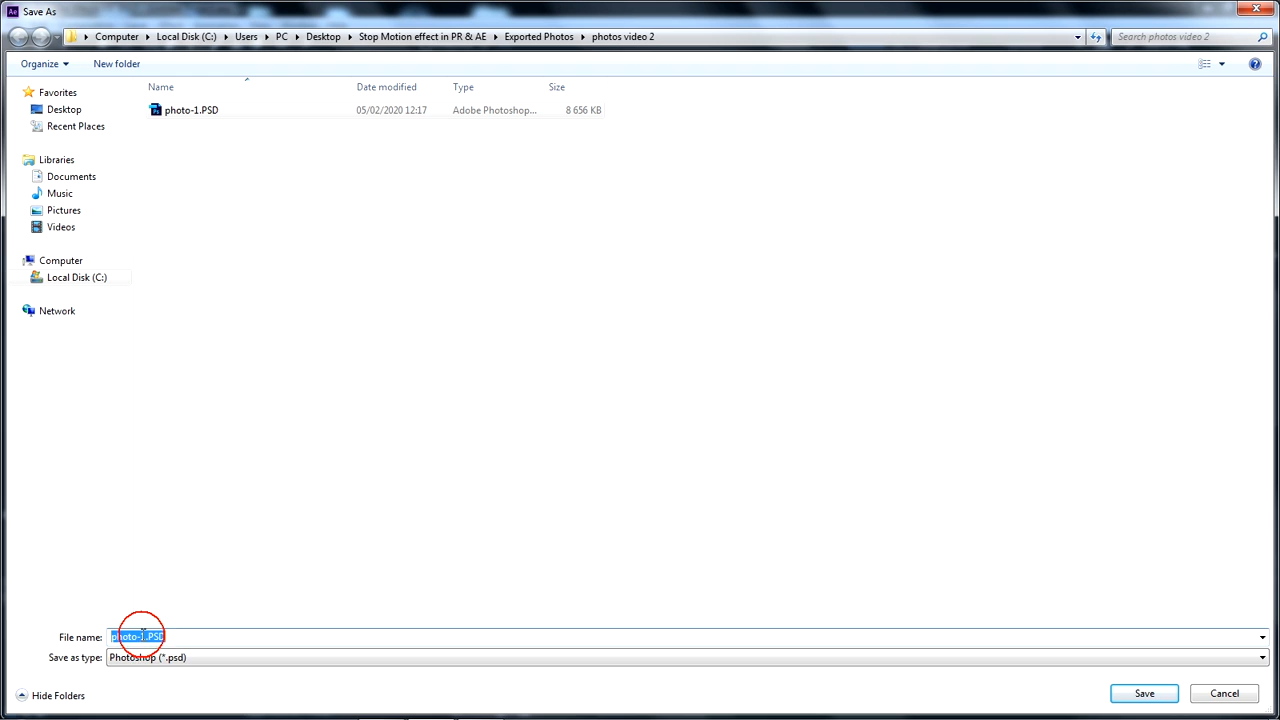 Ae Save As
Computer Local Disk (C:) Users PC Desktop Stop Motion effect in PR & AE Exported Photos photos video 2 Search photos video 2
Organize New folder
Name Date modified Type Size
photo-1.PSD 05/02/2020 12:17 Adobe Photoshop... 8 656 KB
Favorites
Desktop
Recent Places
Libraries
Documents
Music
Pictures
Videos
Computer
Local Disk (C:)
Network
File name: photo-1.PSD
Save as type: Photoshop (*.psd)
Hide Folders Save Cancel